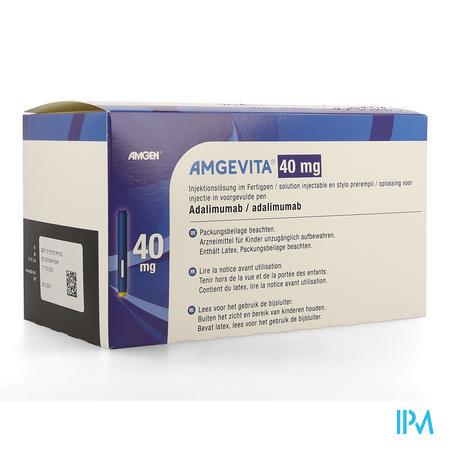 AMGEN®
AMGEVITA® 40 mg
Injektionslösung im Fertigpen / solution injectable en stylo prérempli / oplossing voor
injectie in voorgevulde pen
Adalimumab / adalimumab
Packungsbeilage beachten.
Arzneimittel für Kinder unzugänglich aufbewahren.
Enthält Latex, Packungsbeilage beachten.
Lire la notice avant utilisation.
Tenir hors de la vue et de la portée des enfants.
Contient du latex, lire la notice avant utilisation.
Lees voor het gebruik de bijsluiter.
Buiten het zicht en bereik van kinderen houden.
Bevat latex, lees voor het gebruik de bijsluiter.
40
mg
IPM